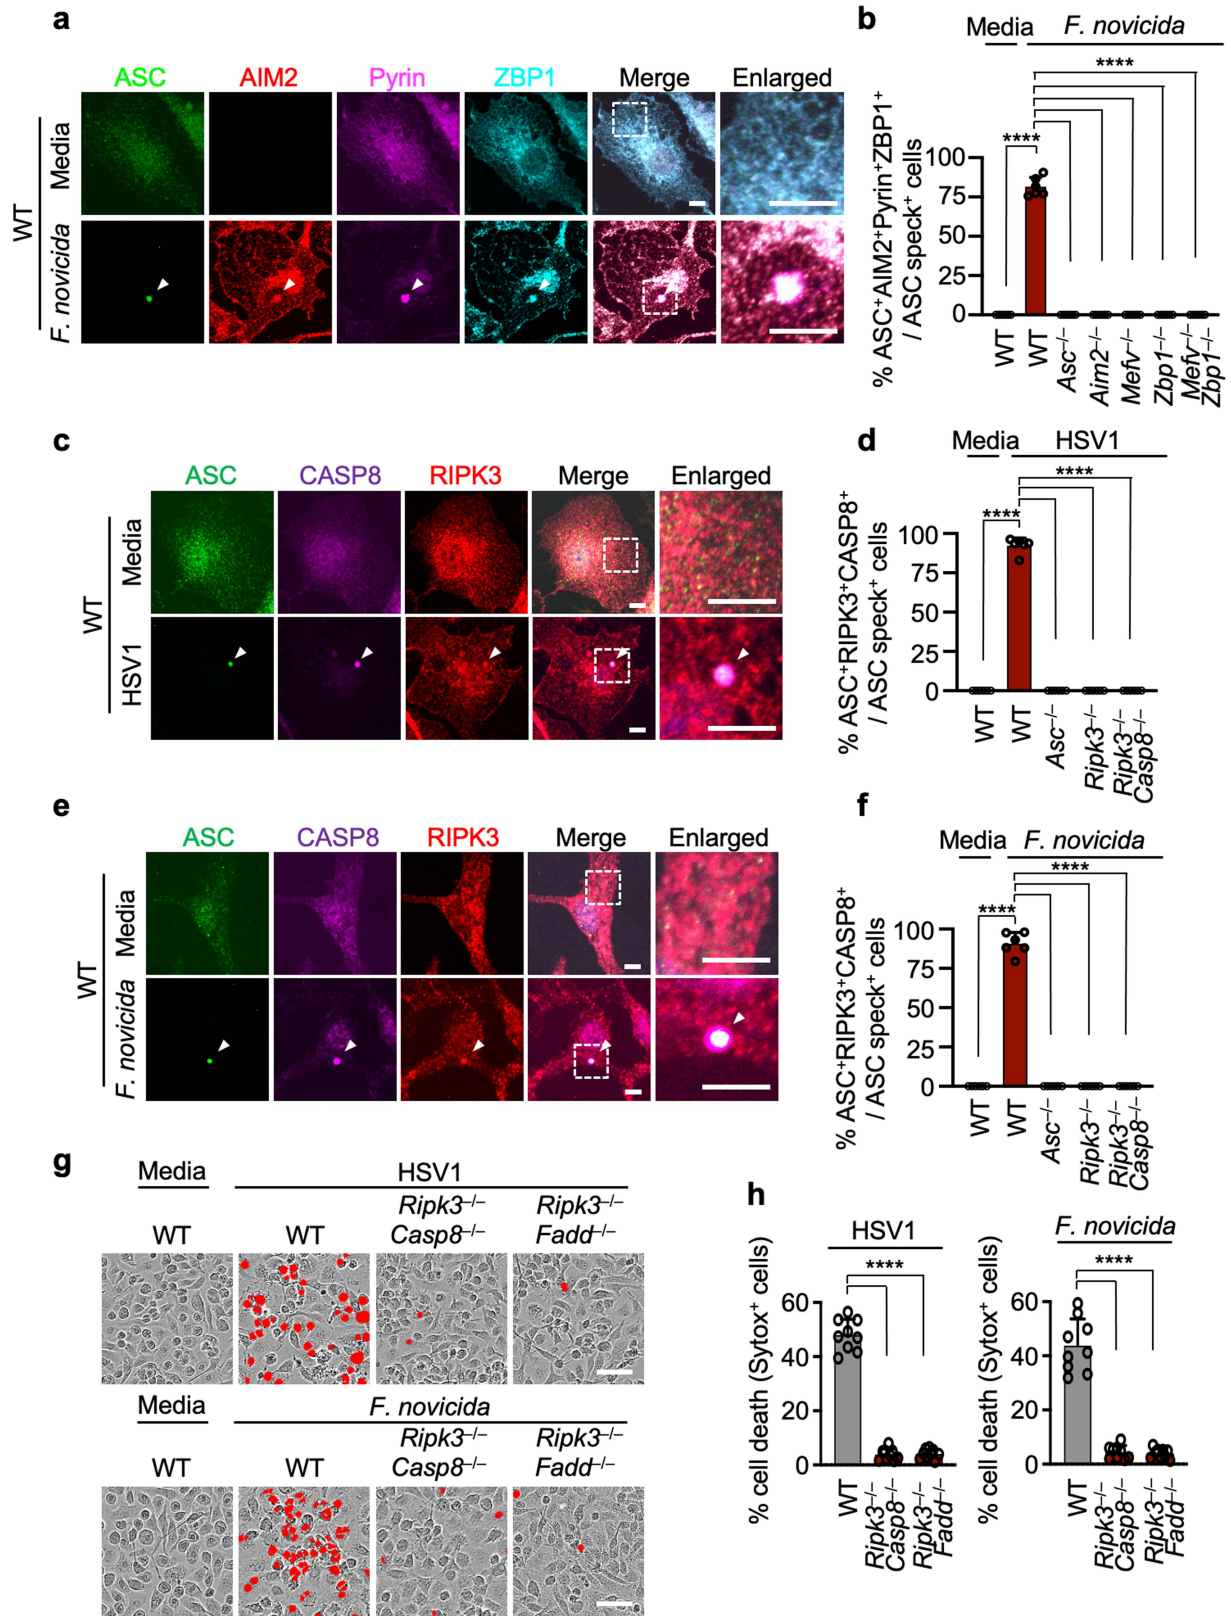 a
ASC AIM2 Pyrin ZBP1 Merge Enlarged
WT
Media
F. novicida
b
Media F. novicida
% ASC+AIM2+Pyrin+ZBP1+
/ ASC speck+ cells
****
****
100
75
50
25
0
WT WT Asc–/– Aim2–/– Mefv–/– Zbp1–/– Mefv–/– Zbp1–/–
c
ASC CASP8 RIPK3 Merge Enlarged
WT
Media
HSV1
d
Media HSV1
% ASC+RIPK3+CASP8+
/ ASC speck+ cells
****
****
100
75
50
25
0
WT WT Asc–/– Ripk3–/– Ripk3–/– Casp8–/–
e
ASC CASP8 RIPK3 Merge Enlarged
WT
Media
F. novicida
f
Media F. novicida
% ASC+RIPK3+CASP8+
/ ASC speck+ cells
****
****
100
75
50
25
0
WT WT Asc–/– Ripk3–/– Ripk3–/– Casp8–/–
g
Media HSV1
Ripk3–/– Ripk3–/–
WT WT Casp8–/– Fadd–/–
Media F. novicida
Ripk3–/– Ripk3–/–
WT WT Casp8–/– Fadd–/–
h
HSV1
****
% cell death (Sytox+ cells)
60
40
20
0
WT Ripk3–/– Casp8–/– Ripk3–/– Fadd–/–
F. novicida
****
% cell death (Sytox+ cells)
60
40
20
0
WT Ripk3–/– Casp8–/– Ripk3–/– Fadd–/–